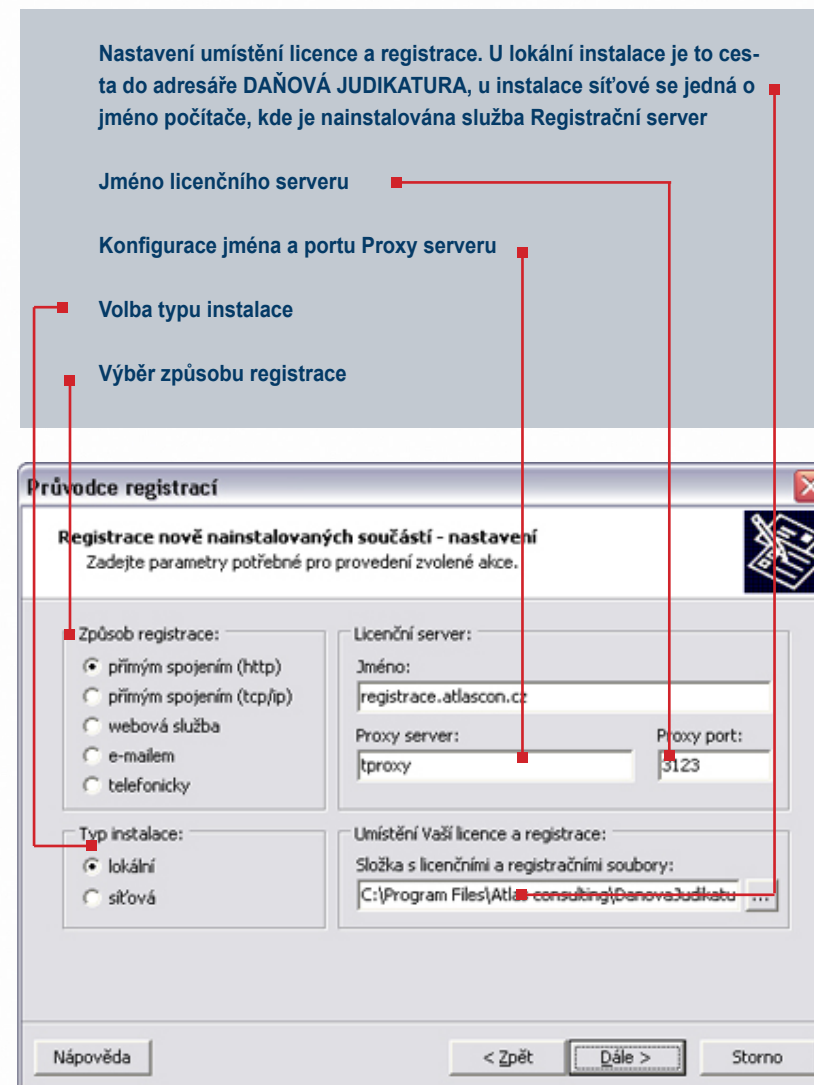 Nastavení umístění licence a registrace. U lokální instalace je to ces-
ta do adresáře DAŇOVÁ JUDIKATURA, u instalace síťové se jedná o
jméno počítače, kde je nainstalována služba Registrační server
Jméno licenčního serveru
Konfigurace jména a portu Proxy serveru
Volba typu instalace
Výběr způsobu registrace
Průvodce registrací
Registrace nově nainstalovaných součástí - nastavení
Zadejte parametry potřebné pro provedení zvolené akce.
Způsob registrace:
přímým spojením (http)
přímým spojením (tcp/ip)
webová služba
e-mailem
telefonicky
Licenční server:
Jméno:
registrace.atlascon.cz
Proxy server:
Proxy port:
tproxy
3123
Typ instalace:
lokální
síťová
Umístění Vaší licence a registrace:
Složka s licenčními a registračními soubory:
C:\Program Files\Atlas consulting\DanovaJudikatu
...
Nápověda
< Zpět
Dále >
Storno